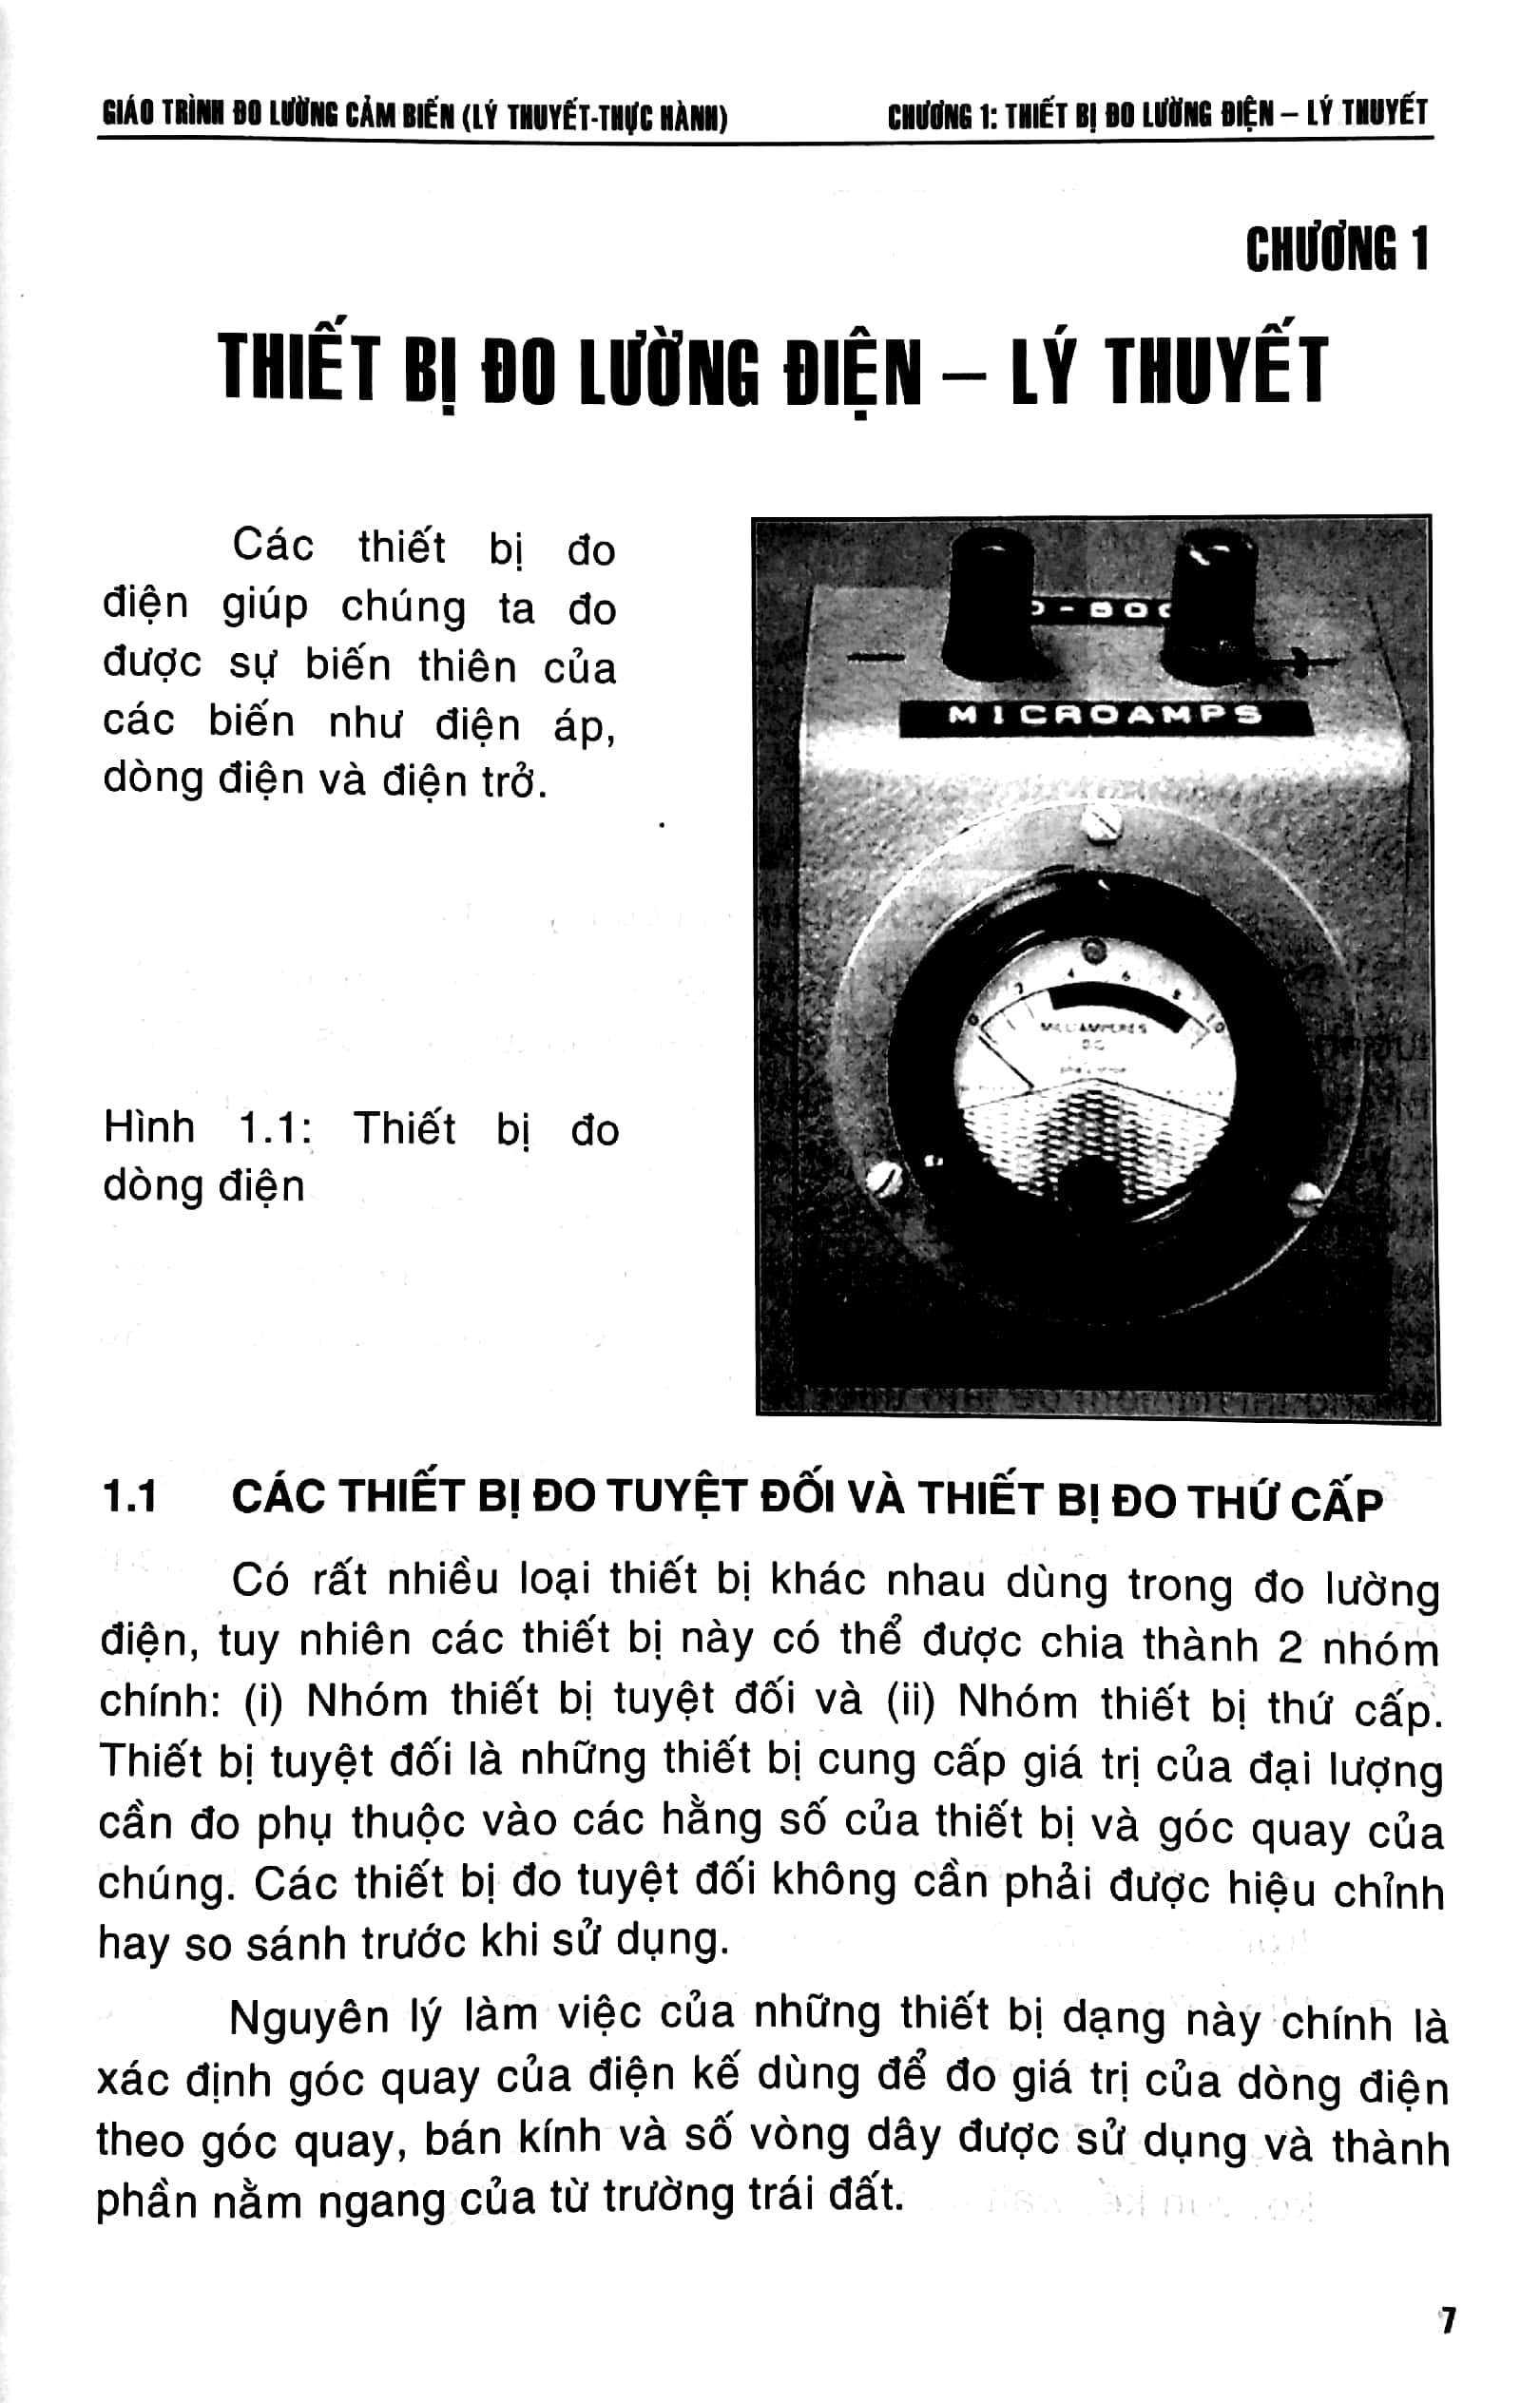 GIÁO TRÌNH ĐO LƯỜNG CẢM BIẾN (LÝ THUYẾT-THỰC HÀNH)
CHƯƠNG 1: THIẾT BỊ ĐO LƯỜNG ĐIỆN – LÝ THUYẾT
CHƯƠNG 1
THIẾT BỊ ĐO LƯỜNG ĐIỆN – LÝ THUYẾT
Các thiết bị đo
điện giúp chúng ta đo
được sự biến thiên của
các biến như điện áp,
dòng điện và điện trở.
Hình 1.1: Thiết bị đo
dòng điện
MICROAMPS
4 6 8
0 10
MILLIAMPERES
DC
1.1 CÁC THIẾT BỊ ĐO TUYỆT ĐỐI VÀ THIẾT BỊ ĐO THỨ CẤP
Có rất nhiều loại thiết bị khác nhau dùng trong đo lường
điện, tuy nhiên các thiết bị này có thể được chia thành 2 nhóm
chính: (i) Nhóm thiết bị tuyệt đối và (ii) Nhóm thiết bị thứ cấp.
Thiết bị tuyệt đối là những thiết bị cung cấp giá trị của đại lượng
cần đo phụ thuộc vào các hằng số của thiết bị và góc quay của
chúng. Các thiết bị đo tuyệt đối không cần phải được hiệu chỉnh
hay so sánh trước khi sử dụng.
Nguyên lý làm việc của những thiết bị dạng này chính là
xác định góc quay của điện kế dùng để đo giá trị của dòng điện
theo góc quay, bán kính và số vòng dây được sử dụng và thành
phần nằm ngang của từ trường trái đất.
7